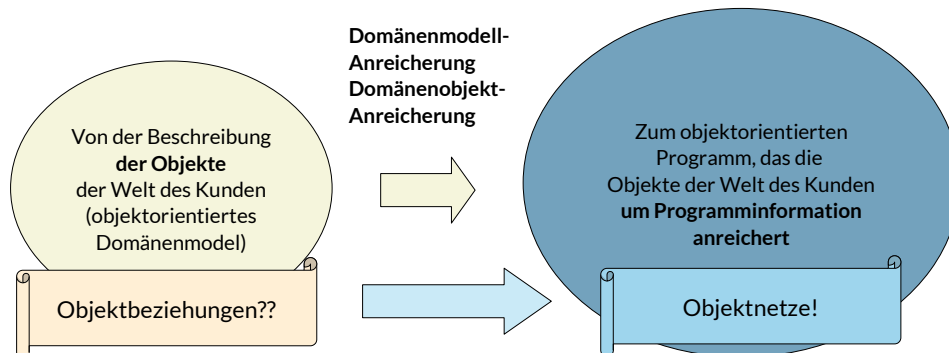 Domänenmodell-
Anreicherung
Domänenobjekt-
Anreicherung
Von der Beschreibung
der Objekte
der Welt des Kunden
(objektorientiertes
Domänenmodel)
Objektbeziehungen??
Zum objektorientierten
Programm, das die
Objekte der Welt des Kunden
um Programminformation
anreichert
Objektnetze!